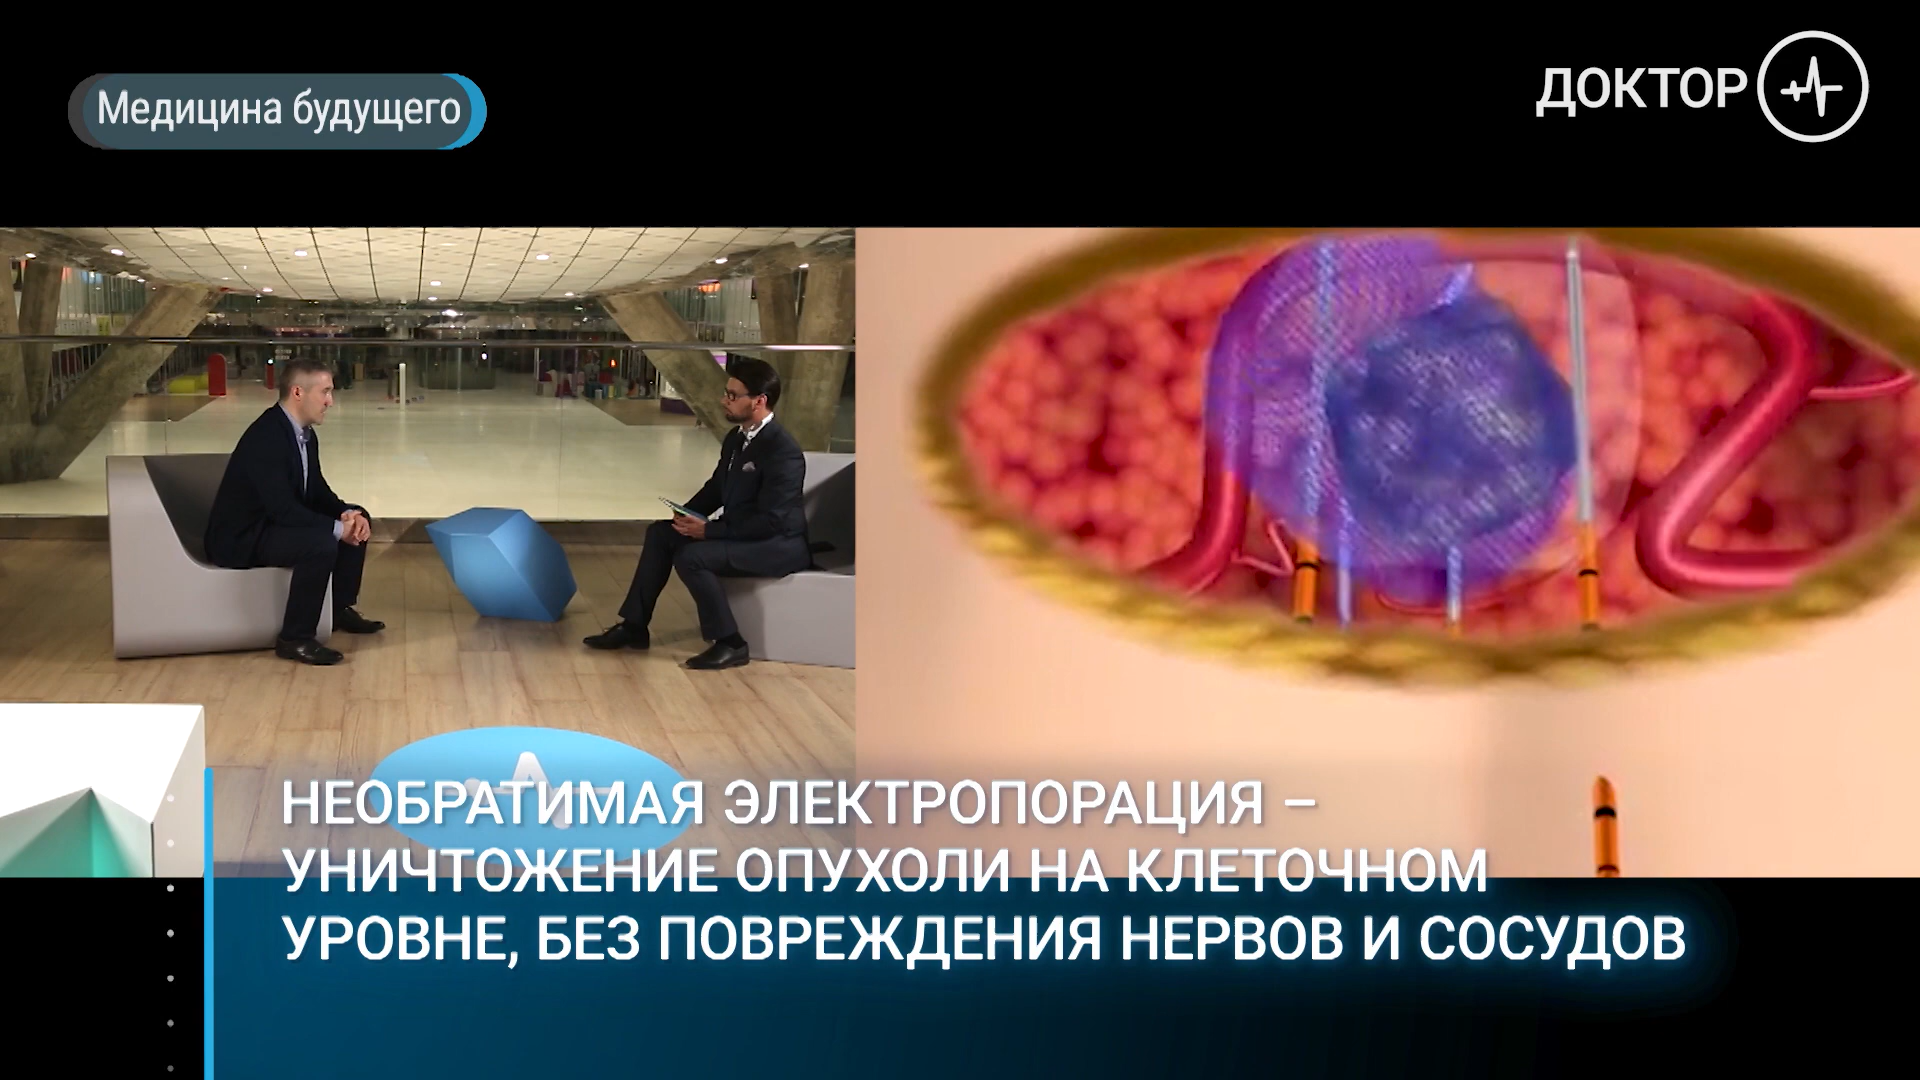 Медицина будущего
ДОКТОР
НЕОБРАТИМАЯ ЭЛЕКТРОПОРАЦИЯ –
УНИЧТОЖЕНИЕ ОПУХОЛИ НА КЛЕТОЧНОМ
УРОВНЕ, БЕЗ ПОВРЕЖДЕНИЯ НЕРВОВ И СОСУДОВ